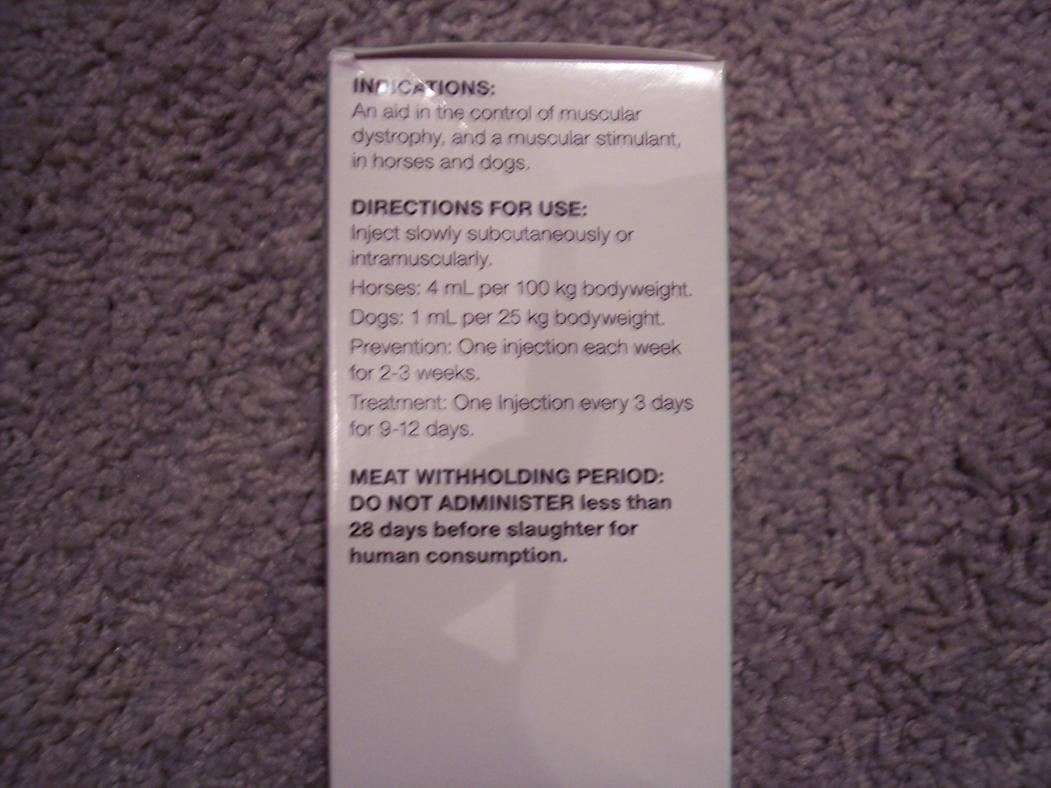 INDICATIONS:
An aid in the control of muscular
dystrophy, and a muscular stimulant,
in horses and dogs.
DIRECTIONS FOR USE:
Inject slowly subcutaneously or
intramuscularly.
Horses: 4 mL per 100 kg bodyweight.
Dogs: 1 mL per 25 kg bodyweight.
Prevention: One injection each week
for 2-3 weeks.
Treatment: One Injection every 3 days
for 9-12 days.
MEAT WITHHOLDING PERIOD:
DO NOT ADMINISTER less than
28 days before slaughter for
human consumption.